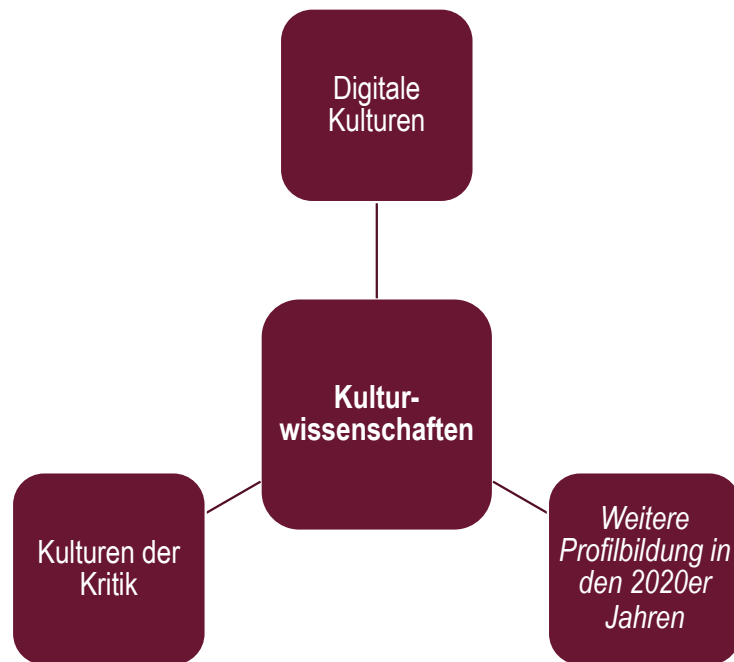 Digitale
Kulturen
Kultur-
wissenschaften
Kulturen der
Kritik
Weitere
Profilbildung in
den 2020er
Jahren